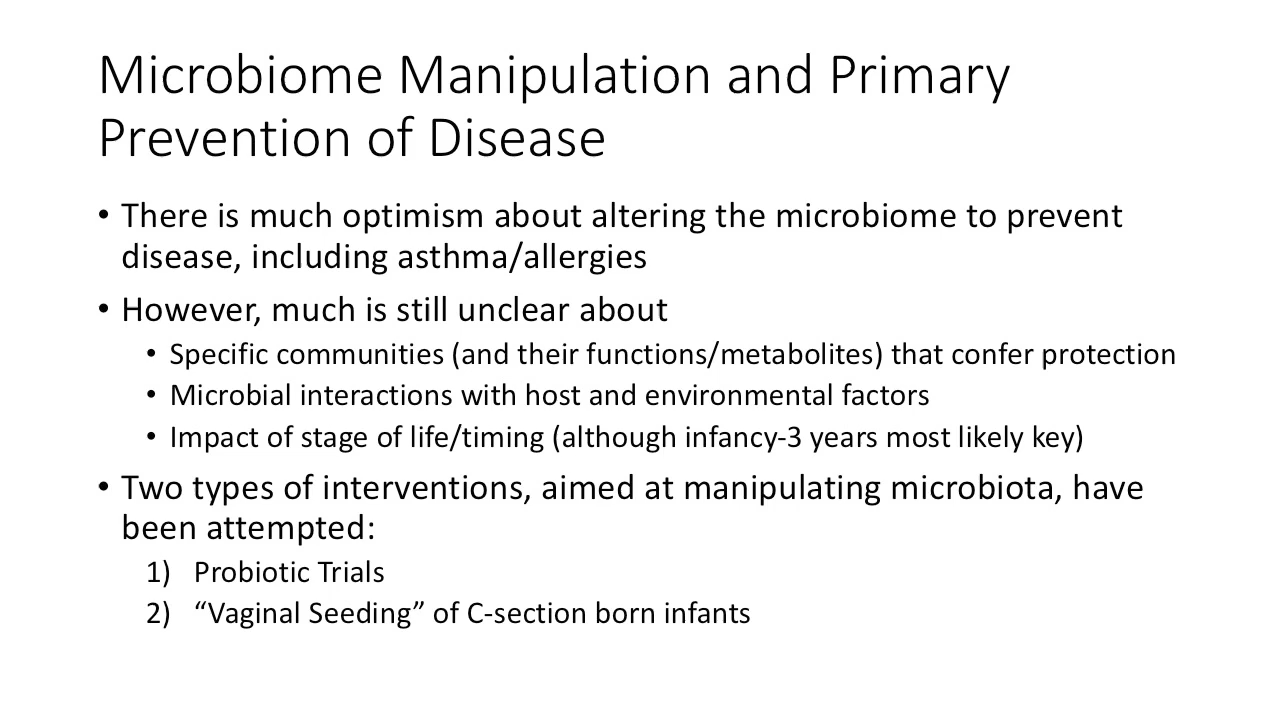 Microbiome Manipulation and Primary
Prevention of Disease
• There is much optimism about altering the microbiome to prevent
disease, including asthma/allergies
• However, much is still unclear about
• Specific communities (and their functions/metabolites) that confer protection
• Microbial interactions with host and environmental factors
• Impact of stage of life/timing (although infancy-3 years most likely key)
• Two types of interventions, aimed at manipulating microbiota, have
been attempted:
1) Probiotic Trials
2) “Vaginal Seeding” of C-section born infants